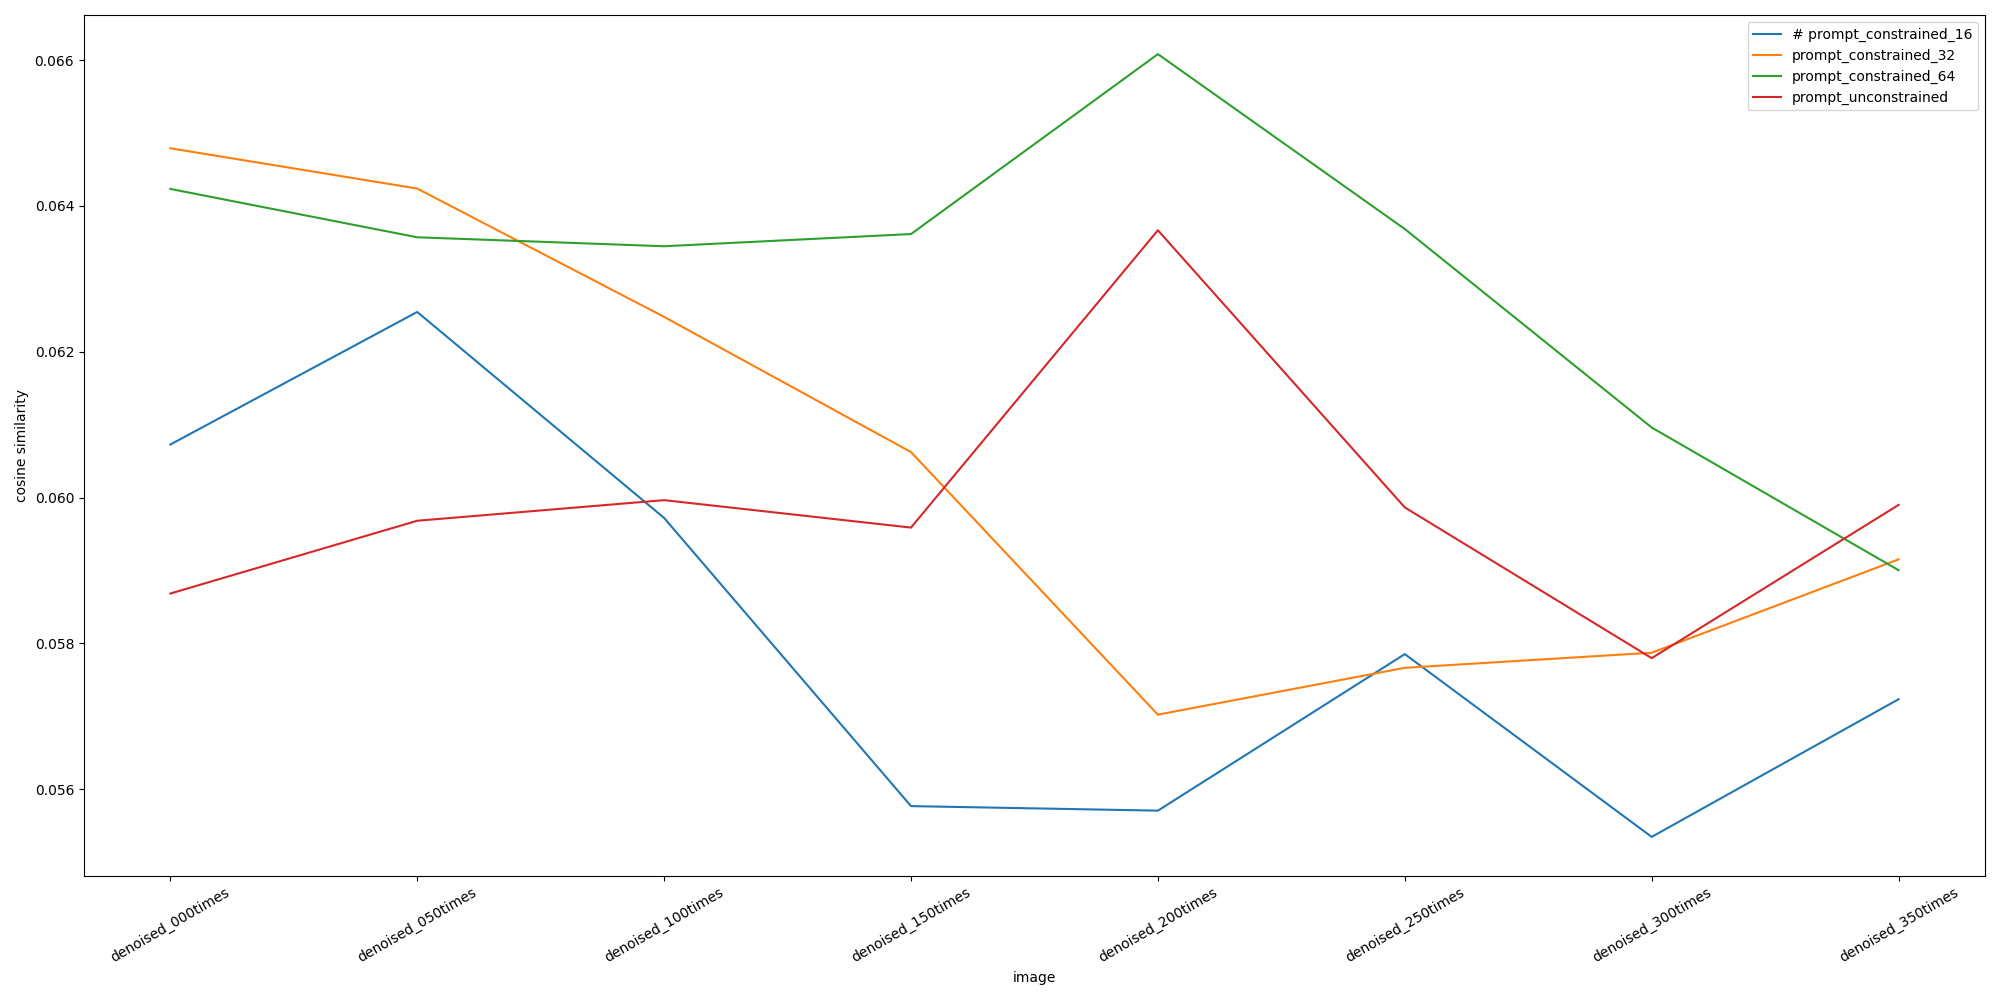 # prompt_constrained_16
prompt_constrained_32
prompt_constrained_64
prompt_unconstrained
0.066
0.064
0.062
0.060
0.058
0.056
cosine similarity
denoised_000times
denoised_050times
denoised_100times
denoised_150times
denoised_200times
denoised_250times
denoised_300times
denoised_350times
image